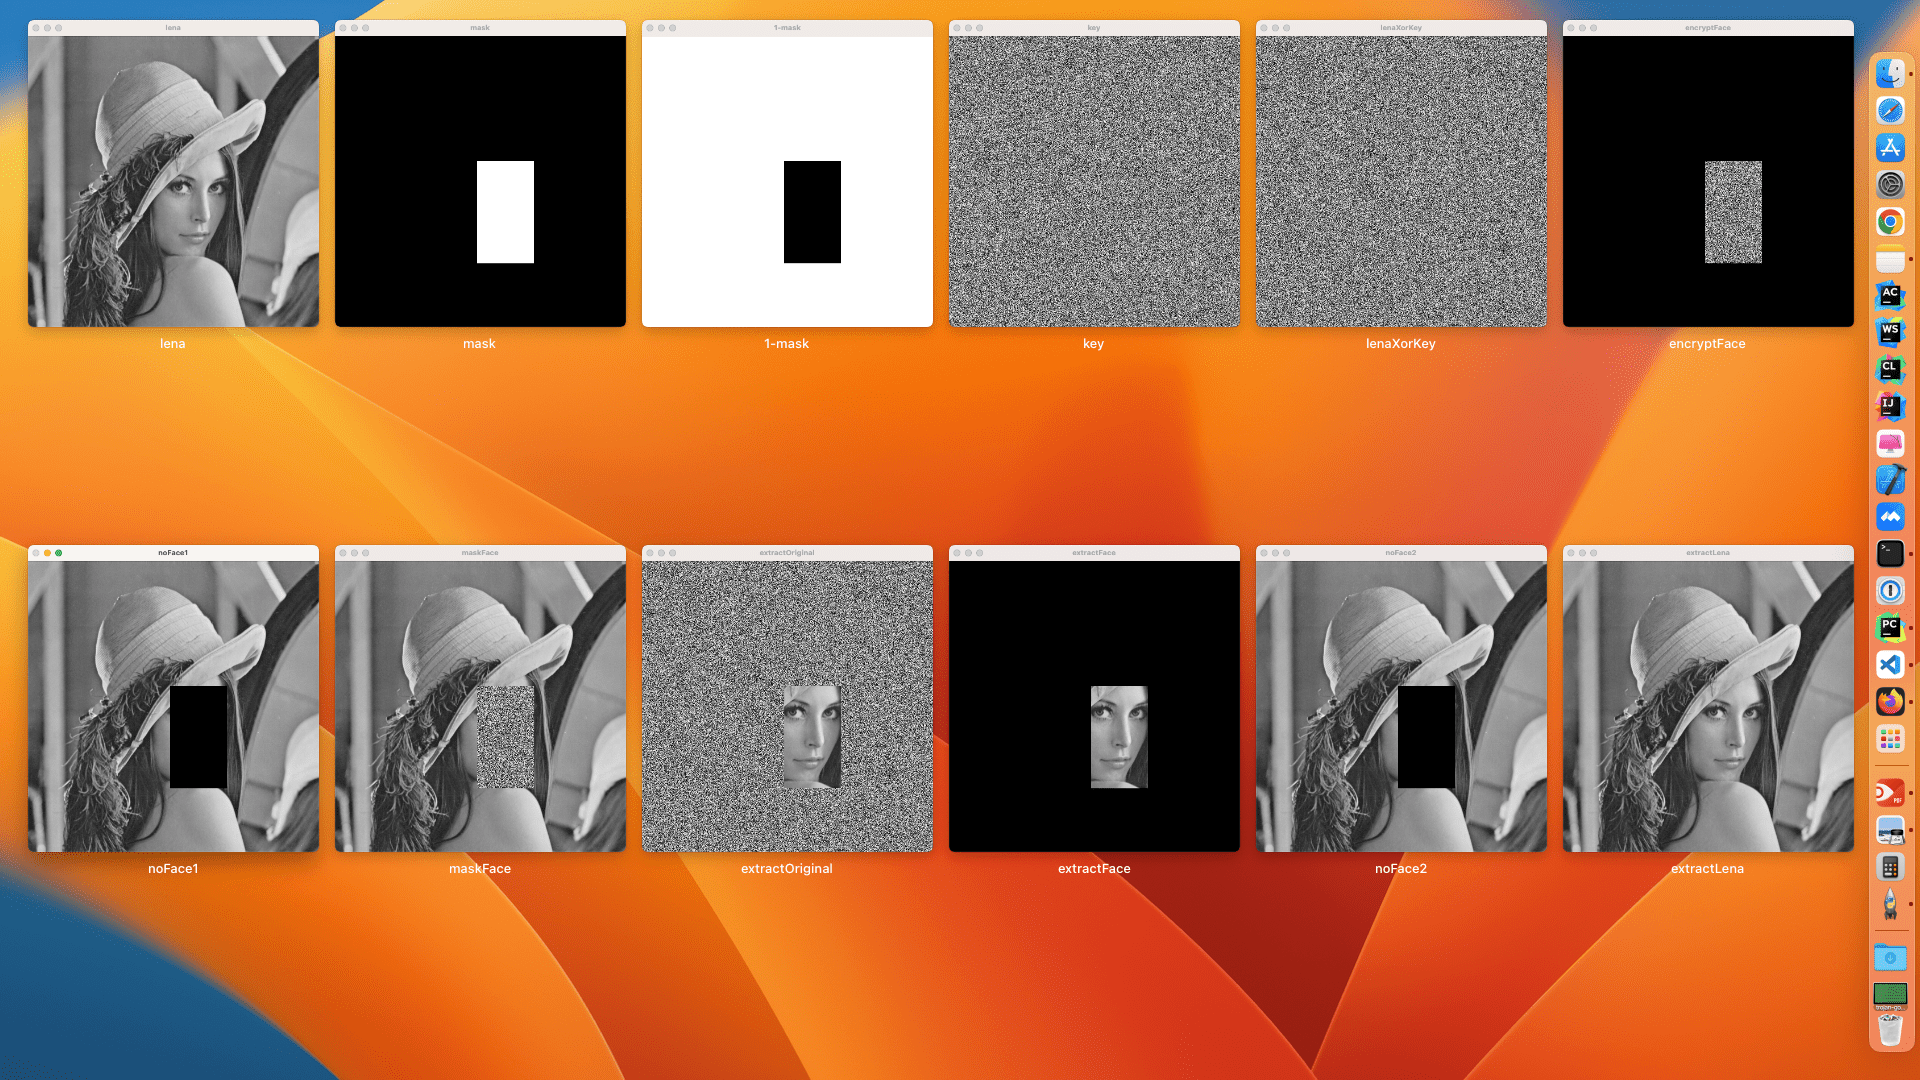 lena
mask
1-mask
key
lenaXorKey
encryptFace
lena
mask
1-mask
key
lenaXorKey
encryptFace
noFace1
maskFace
extractOriginal
extractFace
noFace2
extractLena
noFace1
maskFace
extractOriginal
extractFace
noFace2
extractLena
AC
WS
CL
IJ
PC
PDF